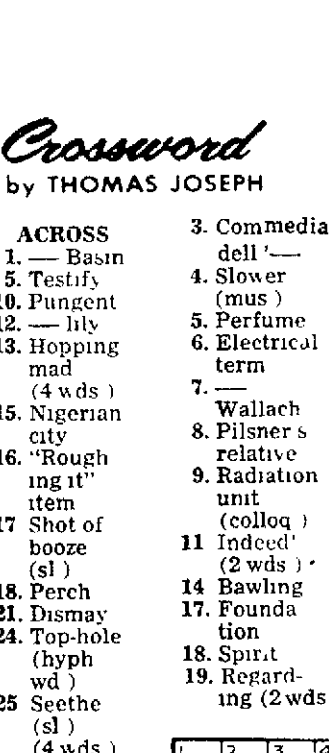 Crossword
by THOMAS JOSEPH
ACROSS
1. — Basin
5. Testify
10. Pungent
12. — lily
13. Hopping
mad
(4 wds )
15. Nigerian
city
16. "Rough
ing it"
item
17 Shot of
booze
(sl )
18. Perch
21. Dismay
24. Top-hole
(hyph
wd )
25 Seethe
(sl )
(4 wds )
3. Commedia
dell '—
4. Slower
(mus )
5. Perfume
6. Electrical
term
7. —
Wallach
8. Pilsner s
relative
9. Radiation
unit
(colloq )
11 Indeed'
(2 wds )
14 Bawling
17. Founda
tion
18. Spirit
19. Regard-
ing (2 wds
1 2 3 4